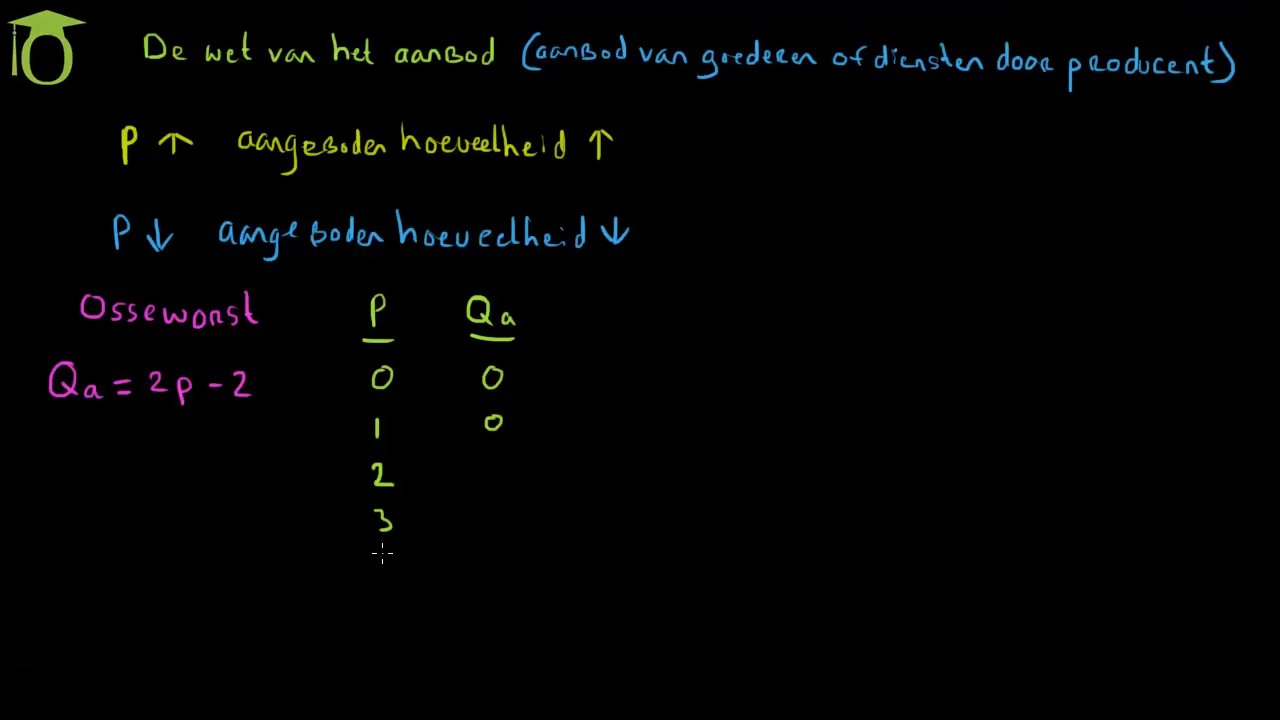 De wet van het aanbod (aanbod van goederen of diensten door producent)
P ↑ aangeboden hoeveelheid ↑
P ↓ aangeboden hoeveelheid ↓
Osseworst P Qa
Qa = 2p - 2 0 0
1 0
2
3